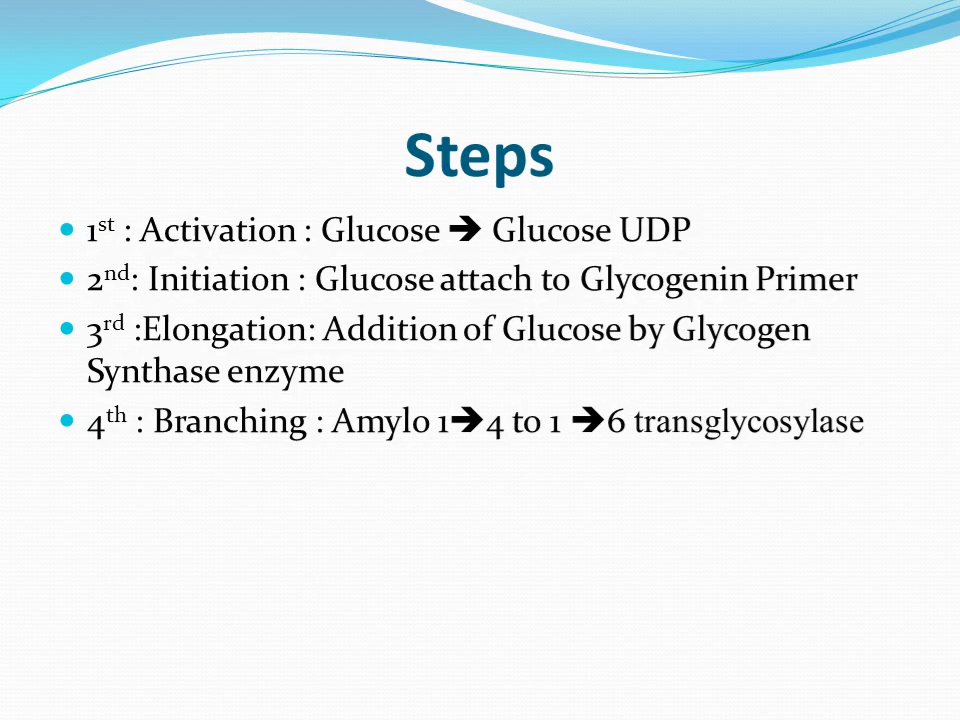 Steps
1st : Activation : Glucose 🡺 Glucose UDP
2nd: Initiation : Glucose attach to Glycogenin Primer
3rd :Elongation: Addition of Glucose by Glycogen
Synthase enzyme
4th : Branching : Amylo 1🡺4 to 1 🡺6 transglycosylase